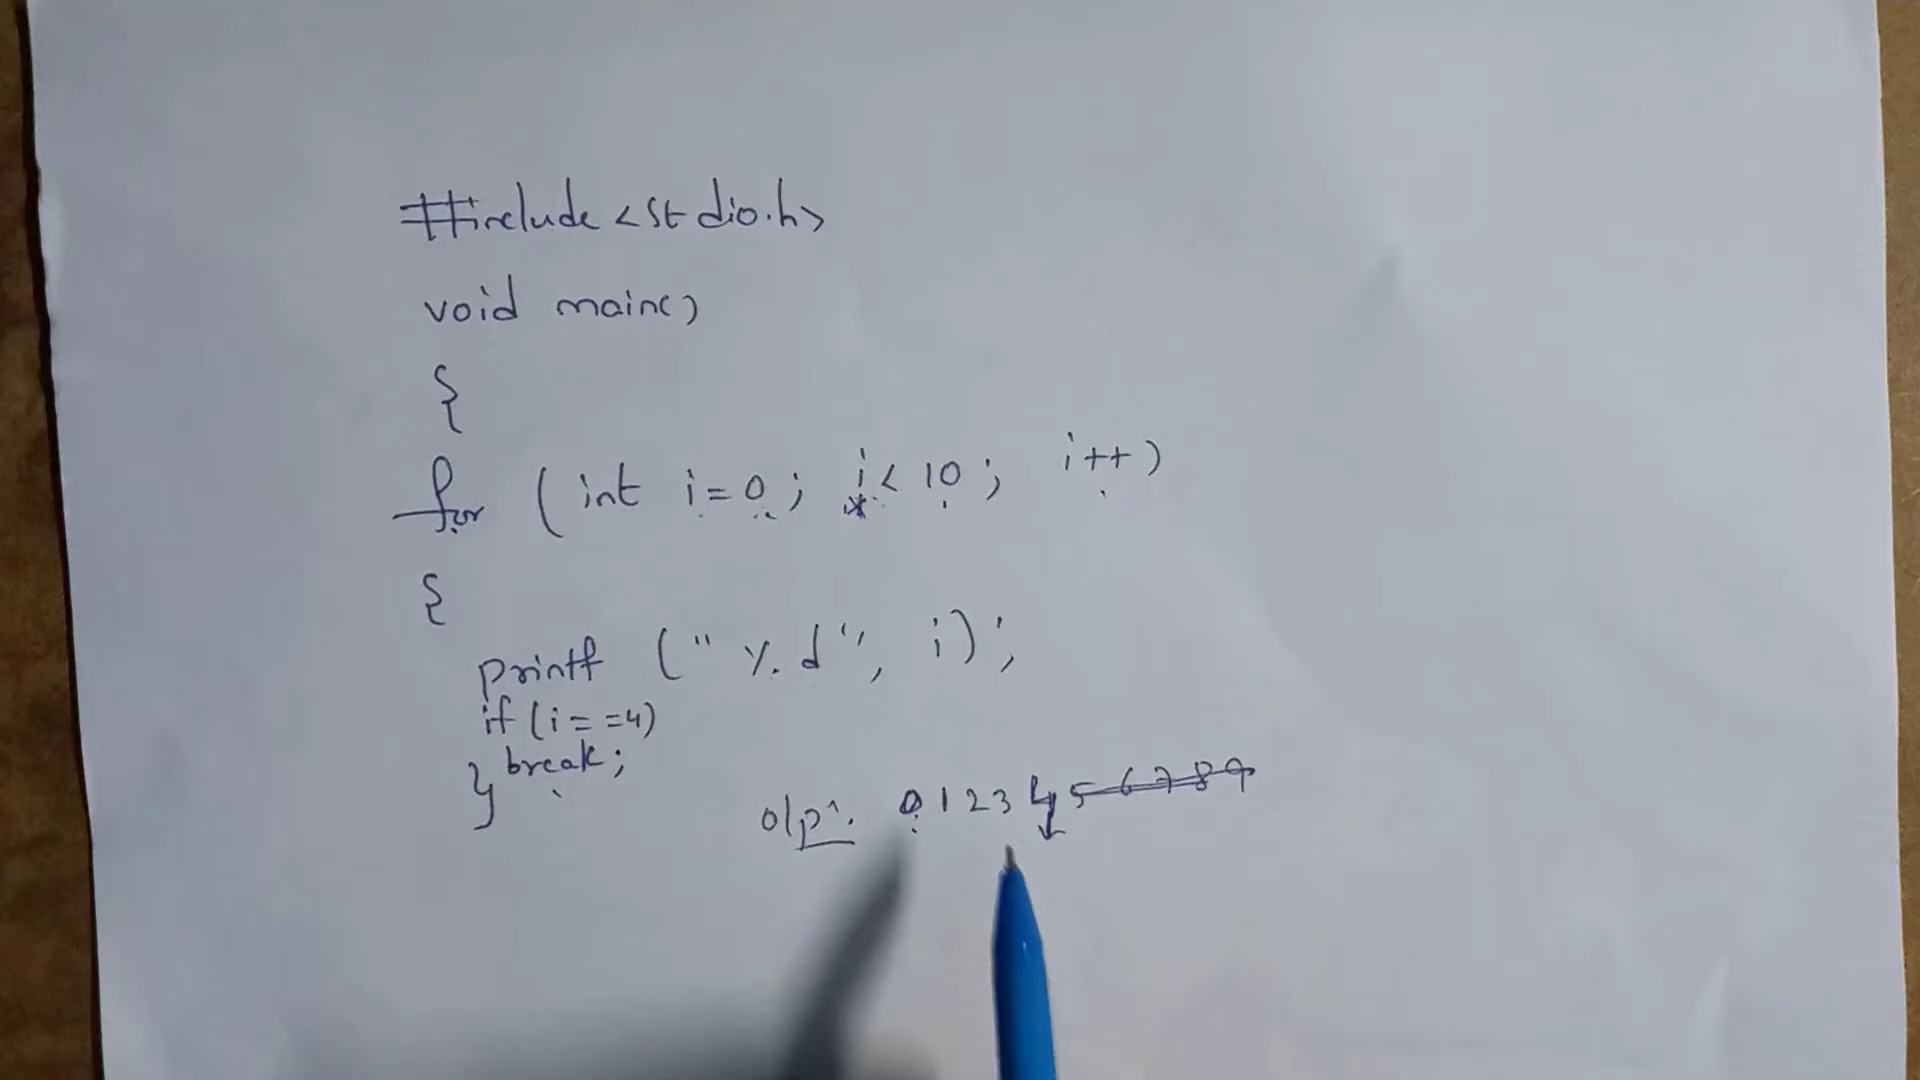 #include <stdio.h>
void main()
{
for (int i=0; i<10; i++)
{
printf ("%d", i);
if (i==4)
break;
}
o/p: 0 1 2 3 4 5 6 7 8 9